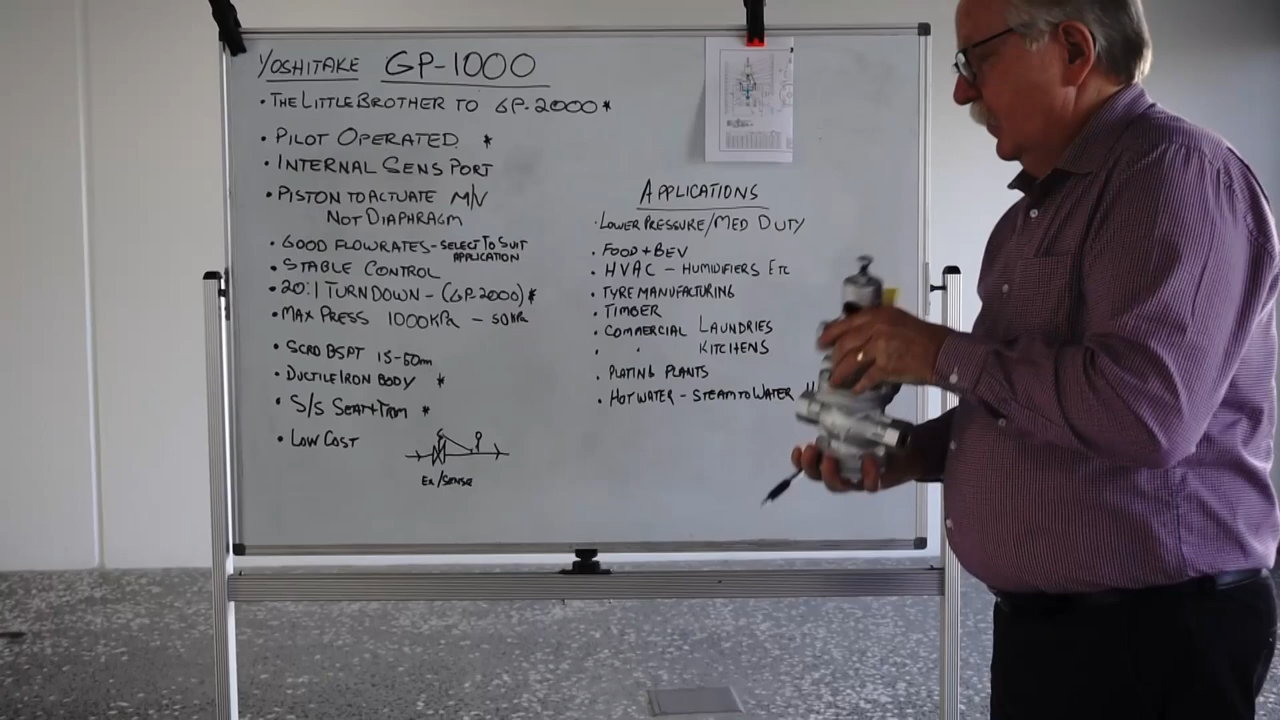 YOSHITAKE GP-1000
• THE LITTLE BROTHER TO GP-2000*
• PILOT OPERATED *
• INTERNAL SENS PORT
• PISTON TO ACTUATE M/V
NOT DIAPHRAGM
• GOOD FLOWRATES - SELECT TO SUIT
APPLICATION
• STABLE CONTROL
• 20:1 TURNDOWN - (GP-2000)*
• MAX PRESS 1000KPa - 50KPa
• SCRD BSPT 15-50mm
• DUCTILE IRON BODY *
• S/S SEAT + TRIM *
• LOW COST
EX/SENSE
APPLICATIONS
• LOWER PRESSURE/MED DUTY
• FOOD + BEV
• HVAC - HUMIDIFIERS ETC
• TYRE MANUFACTURING
• TIMBER
• COMMERCIAL LAUNDRIES
• " KITCHENS
• PLATING PLANTS
• HOT WATER - STEAM TO WATER